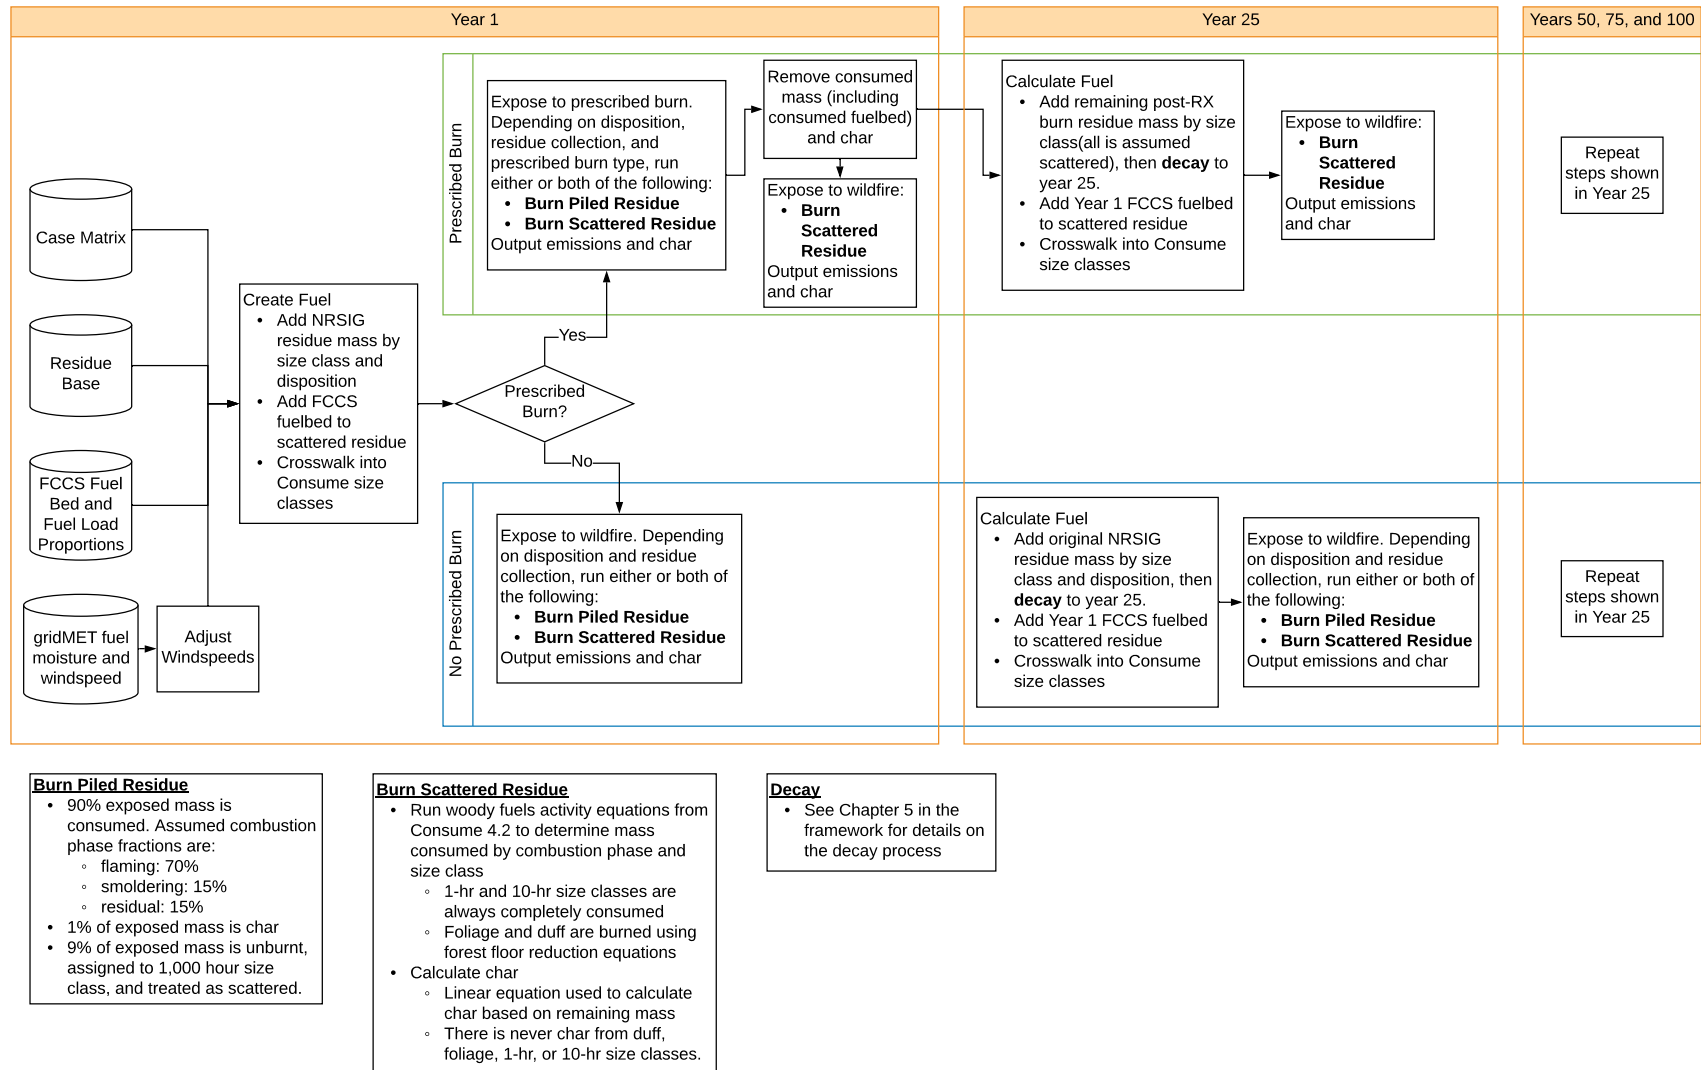 Year 1
Year 25
Years 50, 75, and 100
Case Matrix
Residue
Base
FCCS Fuel
Bed and
Fuel Load
Proportions
gridMET fuel
moisture and
windspeed
Adjust
Windspeeds
Create Fuel
• Add NRSIG
residue mass by
size class and
disposition
• Add FCCS
fuelbed to
scattered residue
• Crosswalk into
Consume size
classes
Prescribed
Burn?
Yes
No
Prescribed Burn
Expose to prescribed burn.
Depending on disposition,
residue collection, and
prescribed burn type, run
either or both of the following:
• Burn Piled Residue
• Burn Scattered Residue
Output emissions and char
Remove consumed
mass (including
consumed fuelbed)
and char
Expose to wildfire:
• Burn
Scattered
Residue
Output emissions
and char
Calculate Fuel
• Add remaining post-RX
burn residue mass by size
class(all is assumed
scattered), then decay to
year 25.
• Add Year 1 FCCS fuelbed
to scattered residue
• Crosswalk into Consume
size classes
Expose to wildfire:
• Burn
Scattered
Residue
Output emissions
and char
Repeat
steps shown
in Year 25
No Prescribed Burn
Expose to wildfire. Depending
on disposition and residue
collection, run either or both of
the following:
• Burn Piled Residue
• Burn Scattered Residue
Output emissions and char
Calculate Fuel
• Add original NRSIG
residue mass by size
class and disposition, then
decay to year 25.
• Add Year 1 FCCS fuelbed
to scattered residue
• Crosswalk into Consume
size classes
Expose to wildfire. Depending
on disposition and residue
collection, run either or both of
the following:
• Burn Piled Residue
• Burn Scattered Residue
Output emissions and char
Repeat
steps shown
in Year 25
Burn Piled Residue
• 90% exposed mass is
consumed. Assumed combustion
phase fractions are:
◦ flaming: 70%
◦ smoldering: 15%
◦ residual: 15%
• 1% of exposed mass is char
• 9% of exposed mass is unburnt,
assigned to 1,000 hour size
class, and treated as scattered.
Burn Scattered Residue
• Run woody fuels activity equations from
Consume 4.2 to determine mass
consumed by combustion phase and
size class
◦ 1-hr and 10-hr size classes are
always completely consumed
◦ Foliage and duff are burned using
forest floor reduction equations
• Calculate char
◦ Linear equation used to calculate
char based on remaining mass
◦ There is never char from duff,
foliage, 1-hr, or 10-hr size classes.
Decay
• See Chapter 5 in the
framework for details on
the decay process